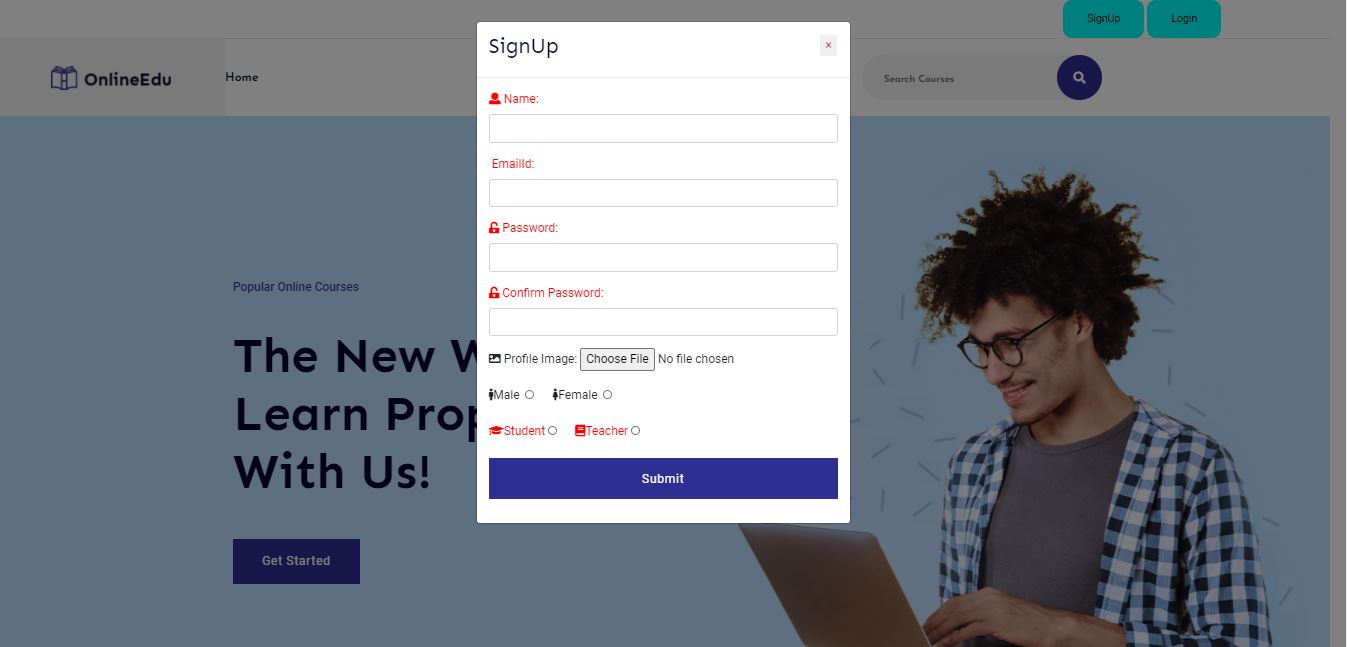 SignUp
Login
OnlineEdu
Home
Search Courses
SignUp
x
Name:
EmailId:
Password:
Confirm Password:
Profile Image: Choose File No file chosen
Male Female
Student Teacher
Submit
Popular Online Courses
The New W
Learn Prop
With Us!
Get Started